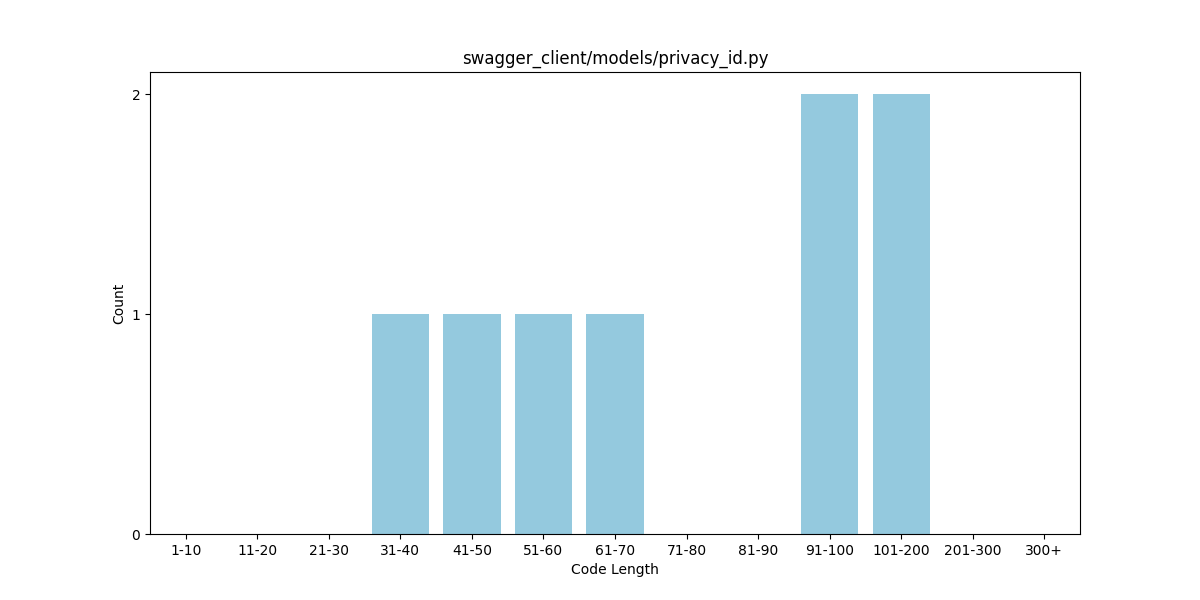 swagger_client/models/privacy_id.py
2
1
0
Count
1-10 11-20 21-30 31-40 41-50 51-60 61-70 71-80 81-90 91-100 101-200 201-300 300+
Code Length